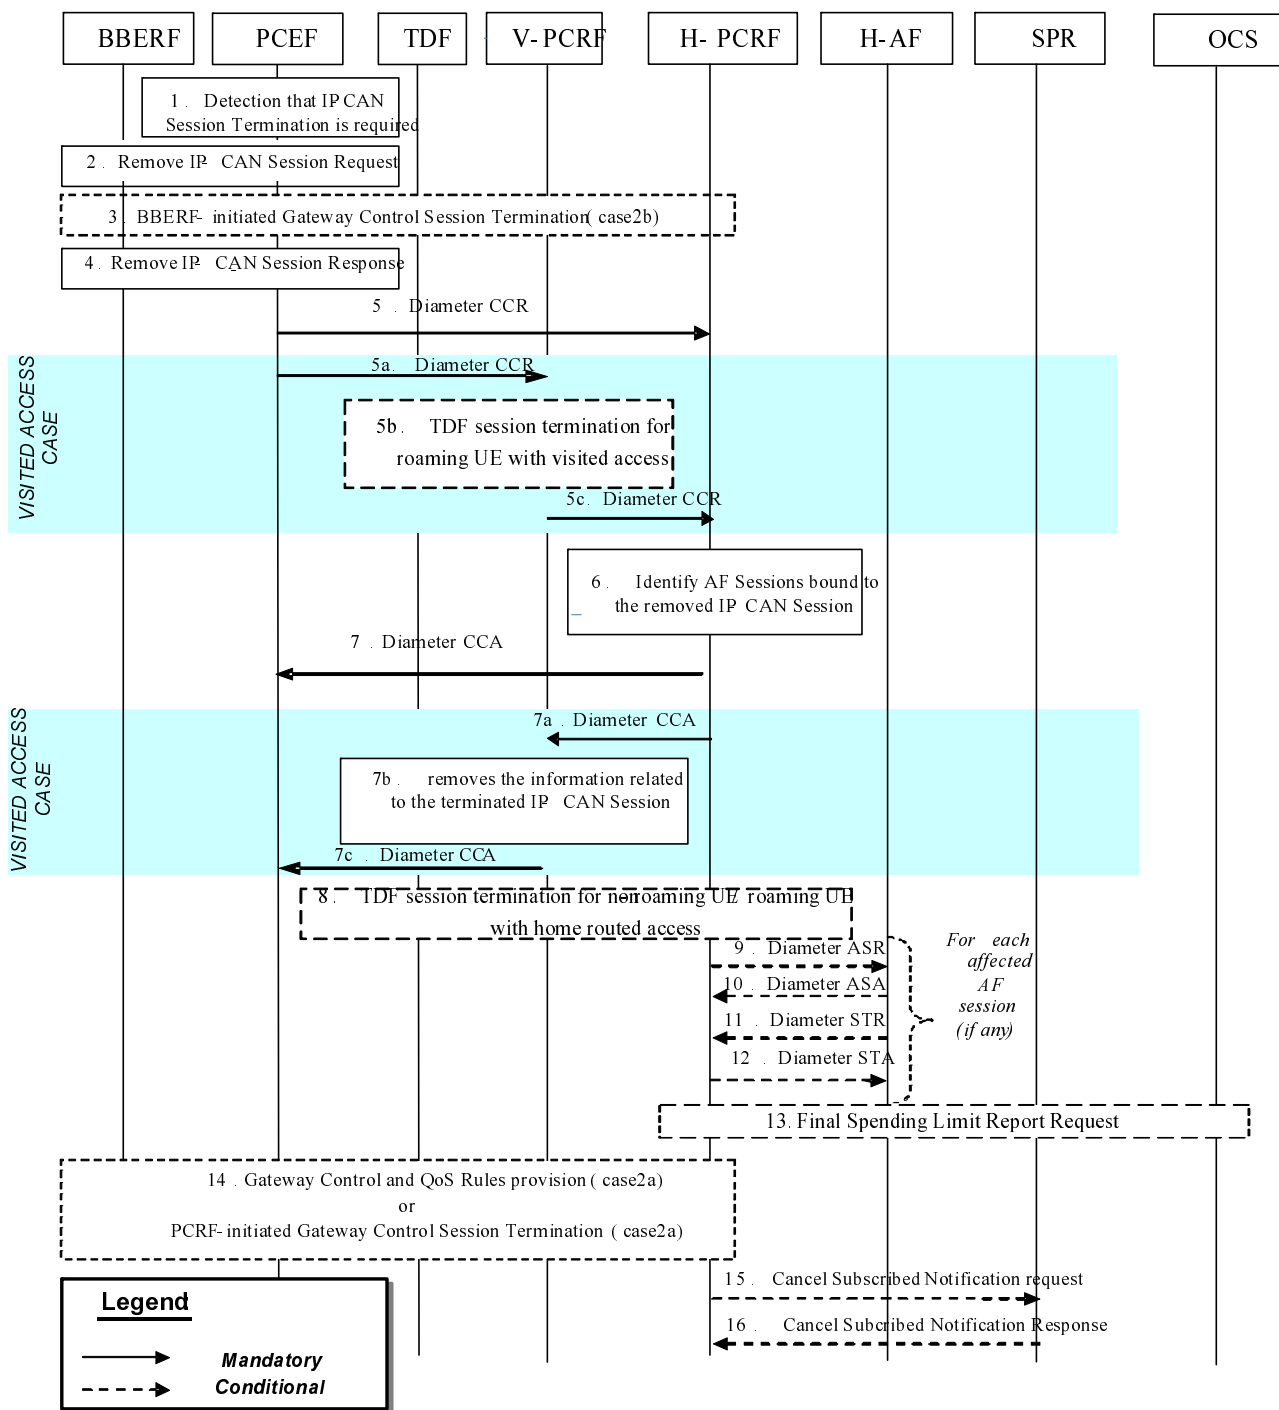 BBERF PCEF TDF V-PCRF H-PCRF H-AF SPR OCS
1. Detection that IP CAN
Session Termination is required
2. Remove IP- CAN Session Request
3. BBERF- initiated Gateway Control Session Termination( case2b)
4. Remove IP- CAN Session Response
5. Diameter CCR
VISITED ACCESS
CASE
5a. Diameter CCR
5b. TDF session termination for
roaming UE with visited access
5c. Diameter CCR
6. Identify AF Sessions bound to
the removed IP- CAN Session
7. Diameter CCA
VISITED ACCESS
CASE
7a. Diameter CCA
7b. removes the information related
to the terminated IP- CAN Session
7c. Diameter CCA
8. TDF session termination for non-roaming UE/ roaming UE
with home routed access
9. Diameter ASR
10. Diameter ASA
11. Diameter STR
12. Diameter STA
For each
affected
AF
session
(if any)
13. Final Spending Limit Report Request
14. Gateway Control and QoS Rules provision ( case2a)
or
PCRF-initiated Gateway Control Session Termination ( case2a)
15. Cancel Subscribed Notification request
16. Cancel Subcribed Notification Response
Legend:
Mandatory
Conditional